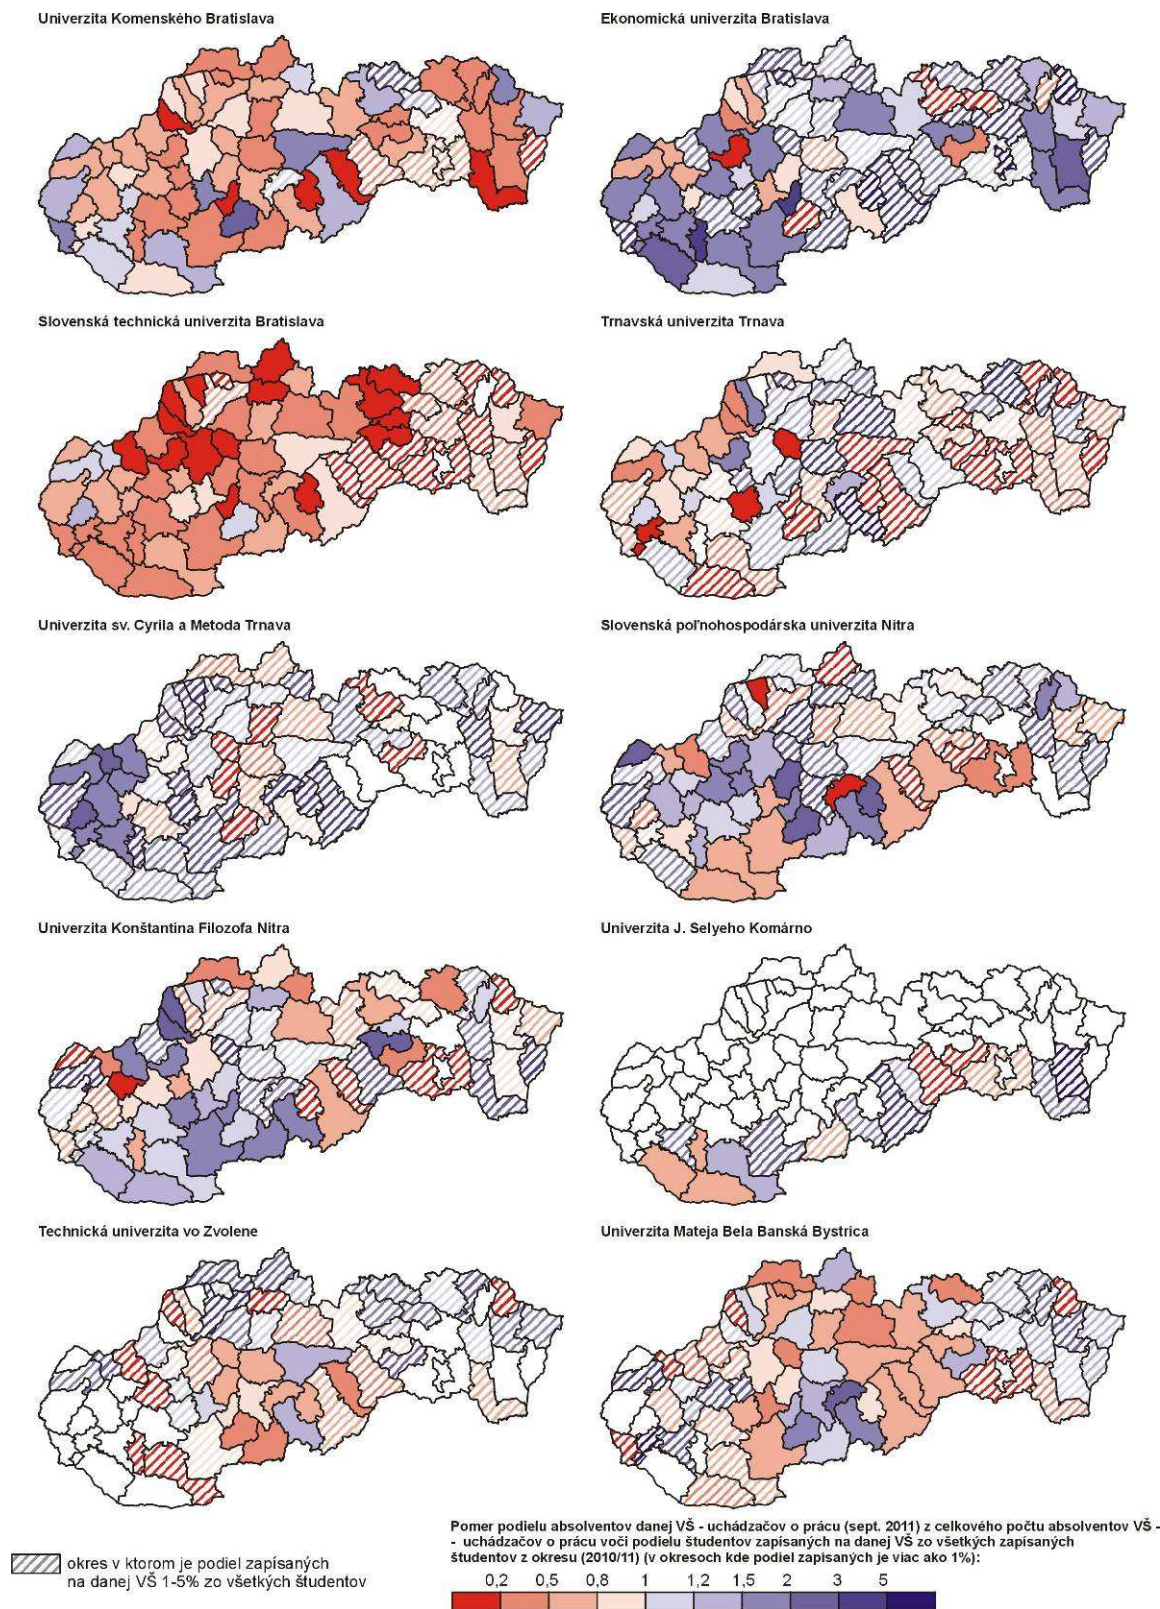 Univerzita Komenského Bratislava
Ekonomická univerzita Bratislava
Slovenská technická univerzita Bratislava
Trnavská univerzita Trnava
Univerzita sv. Cyrila a Metoda Trnava
Slovenská poľnohospodárska univerzita Nitra
Univerzita Konštantína Filozofa Nitra
Univerzita J. Selyeho Komárno
Technická univerzita vo Zvolene
Univerzita Mateja Bela Banská Bystrica
okres v ktorom je podiel zapísaných
na danej VŠ 1-5% zo všetkých študentov
Pomer podielu absolventov danej VŠ - uchádzačov o prácu (sept. 2011) z celkového počtu absolventov VŠ -
- uchádzačov o prácu voči podielu študentov zapísaných na danej VŠ zo všetkých zapísaných
študentov z okresu (2010/11) (v okresoch kde podiel zapisaných je viac ako 1%):
0,2 0,5 0,8 1 1,2 1,5 2 3 5